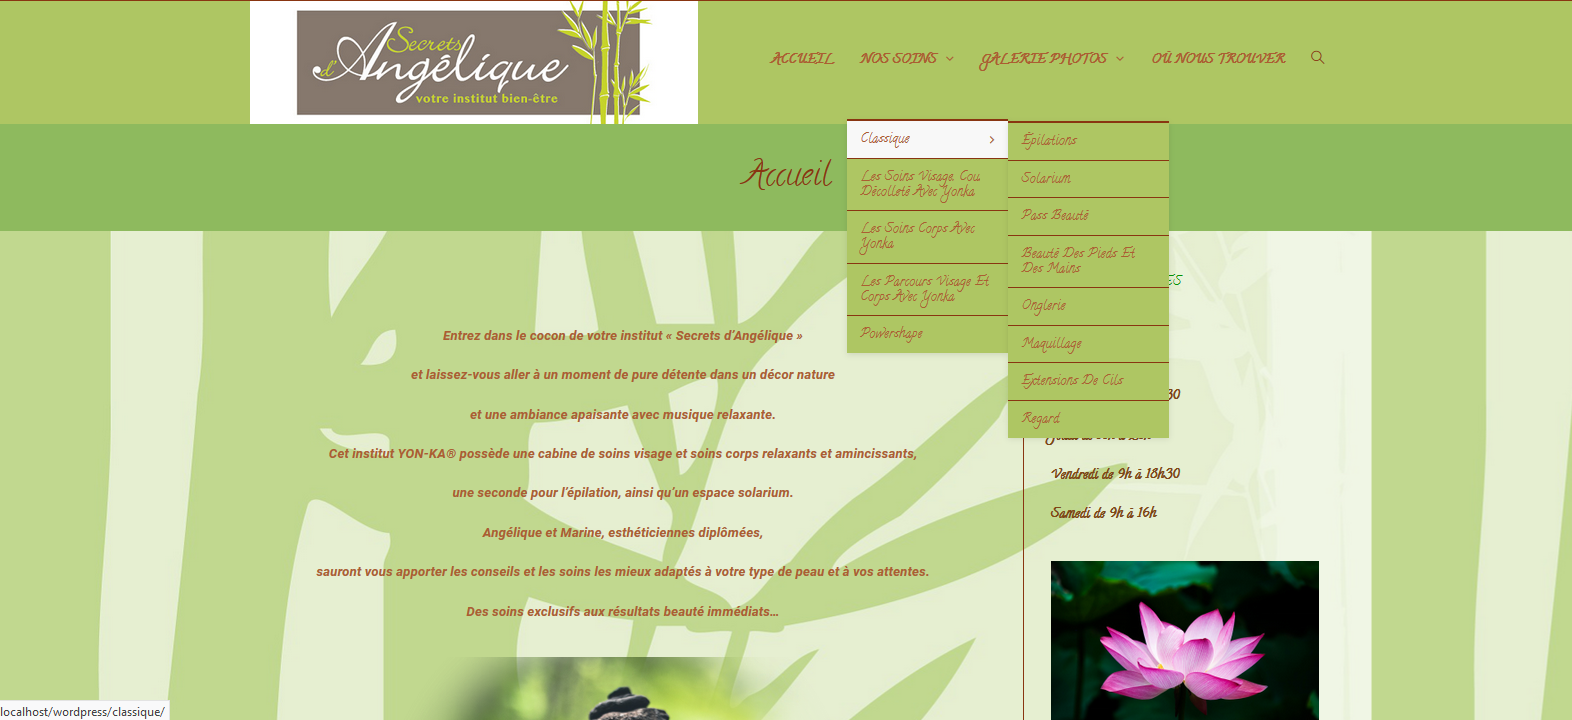 Secrets
d'Angélique
votre institut bien-être
ACCUEIL
NOS SOINS
GALERIE PHOTOS
OÙ NOUS TROUVER
Accueil
Classique
Les Soins Visage, Cou,
Décolleté Avec Yonka
Les Soins Corps Avec
Yonka
Les Parcours Visage Et
Corps Avec Yonka
Powershape
Épilations
Solarium
Pass Beauté
Beauté Des Pieds Et
Des Mains
Onglerie
Maquillage
Extensions De Cils
Regard
Entrez dans le cocon de votre institut « Secrets d’Angélique »
et laissez-vous aller à un moment de pure détente dans un décor nature
et une ambiance apaisante avec musique relaxante.
Cet institut YON-KA® possède une cabine de soins visage et soins corps relaxants et amincissants,
une seconde pour l’épilation, ainsi qu’un espace solarium.
Angélique et Marine, esthéticiennes diplômées,
sauront vous apporter les conseils et les soins les mieux adaptés à votre type de peau et à vos attentes.
Des soins exclusifs aux résultats beauté immédiats…
ES
30
Vendredi de 9h à 18h30
Samedi de 9h à 16h
localhost/wordpress/classique/